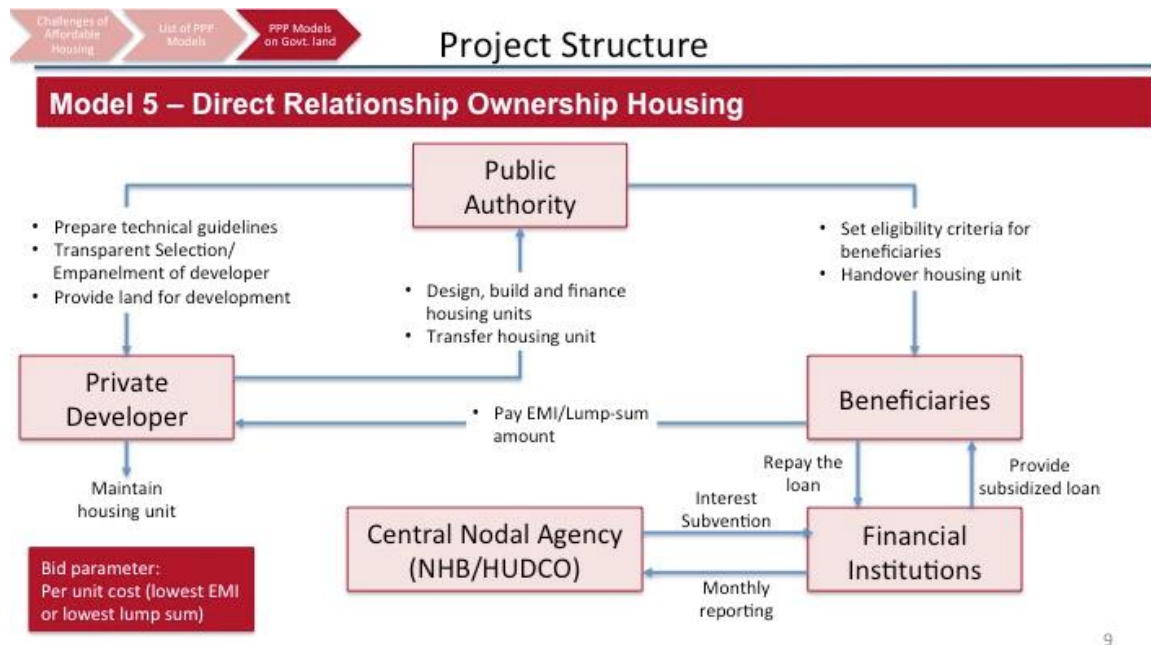 Challenges of
Affordable
Housing
List of PPP
Models
PPP Models
on Govt. land
Project Structure
Model 5 – Direct Relationship Ownership Housing
Public
Authority
• Prepare technical guidelines
• Transparent Selection/
Empanelment of developer
• Provide land for development
• Design, build and finance
housing units
• Transfer housing unit
• Set eligibility criteria for
beneficiaries
• Handover housing unit
Private
Developer
Beneficiaries
• Pay EMI/Lump-sum
amount
Maintain
housing unit
Repay the
loan
Provide
subsidized loan
Interest
Subvention
Central Nodal Agency
(NHB/HUDCO)
Financial
Institutions
Monthly
reporting
Bid parameter:
Per unit cost (lowest EMI
or lowest lump sum)
9